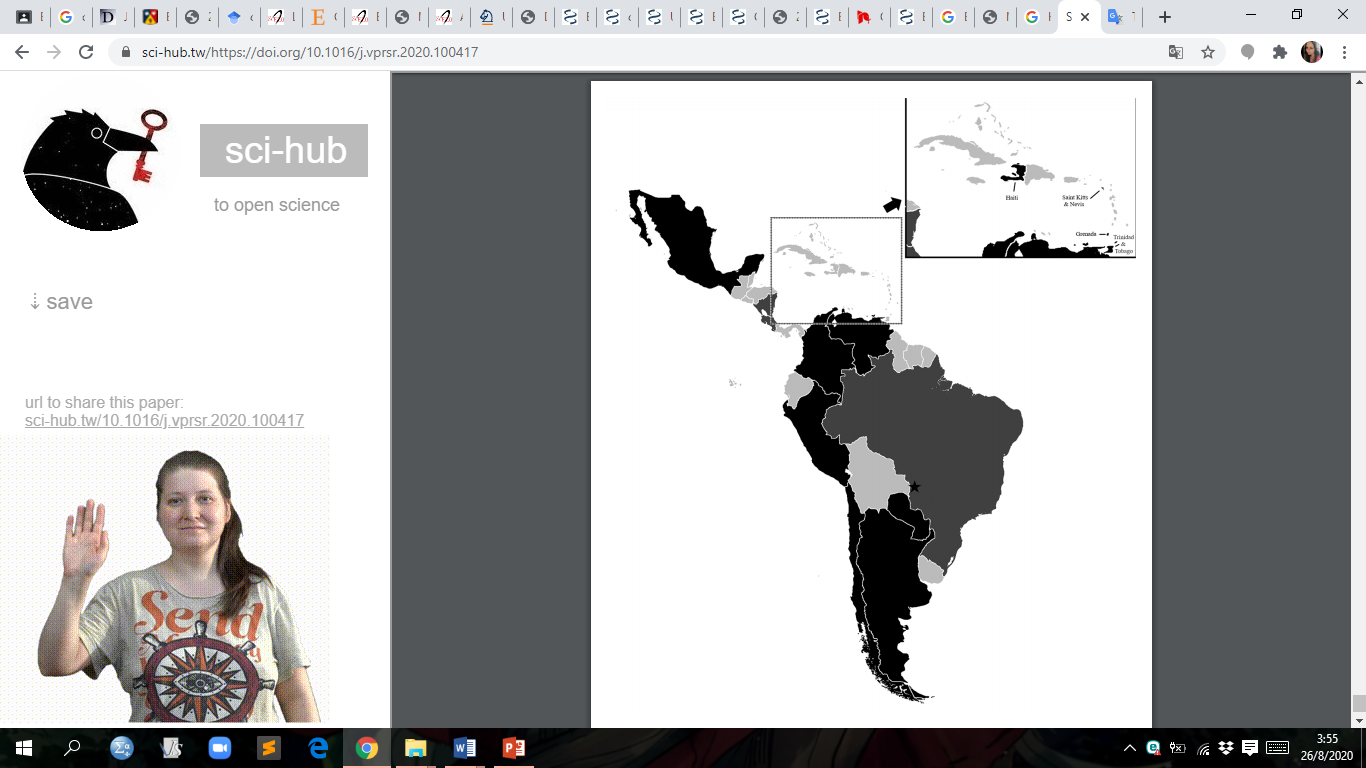 sci-hub.tw/https://doi.org/10.1016/j.vprsr.2020.100417
sci-hub
to open science
save
url to share this paper:
sci-hub.tw/10.1016/j.vprsr.2020.100417
Send
Haiti
Saint Kitts
& Nevis
Grenada
Trinidad
&
Tobago
3:55
26/8/2020